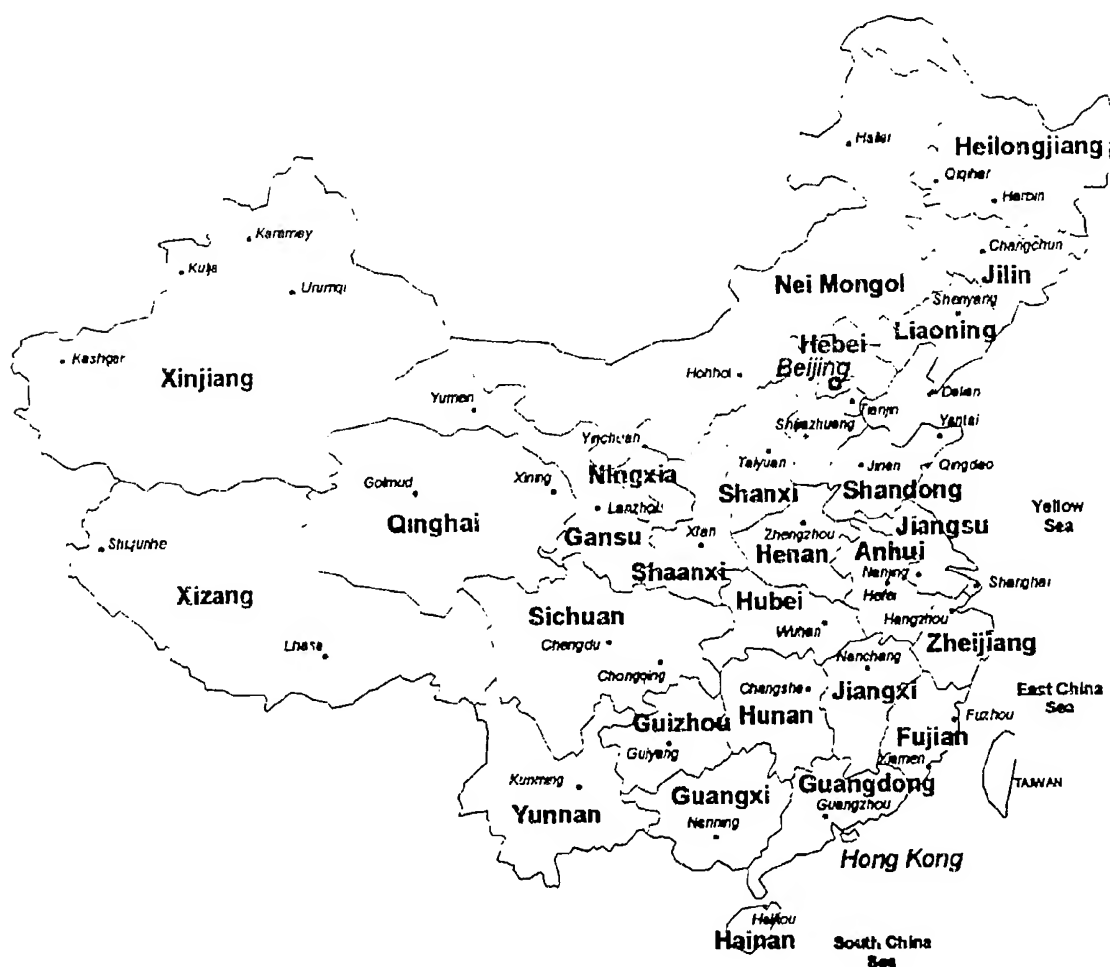 Hailar
Heilongjiang
Qiqihar
Harbin
Karamay
Changchun
Kulja
Nei Mongol
Jilin
Urumqi
Shenyang
Liaoning
Hebei
Kashgar
Beijing
Xinjiang
Hohhot
Dalian
Yumen
Tianjin
Shijiazhuang
Yantai
Yinchuan
Taiyuan
Jinan
Qingdao
Golmud
Xining
Ningxia
Shanxi
Shandong
Lanzhou
Yellow
Sea
Qinghai
Jiangsu
Gansu
Xian
Zhengzhou
Henan
Anhui
Shiquanhe
Shaanxi
Nanjing
Shanghai
Xizang
Hefei
Hubei
Sichuan
Hangzhou
Wuhan
Zheijiang
Chengdu
Lhasa
Nanchang
Chongqing
Changsha
Jiangxi
East China
Sea
Guizhou
Hunan
Fuzhou
Fujian
Guiyang
Xiamen
Kunming
Guangdong
TAIWAN
Guangxi
Yunnan
Guangzhou
Nanning
Hong Kong
Haikou
Hainan
South China
Sea